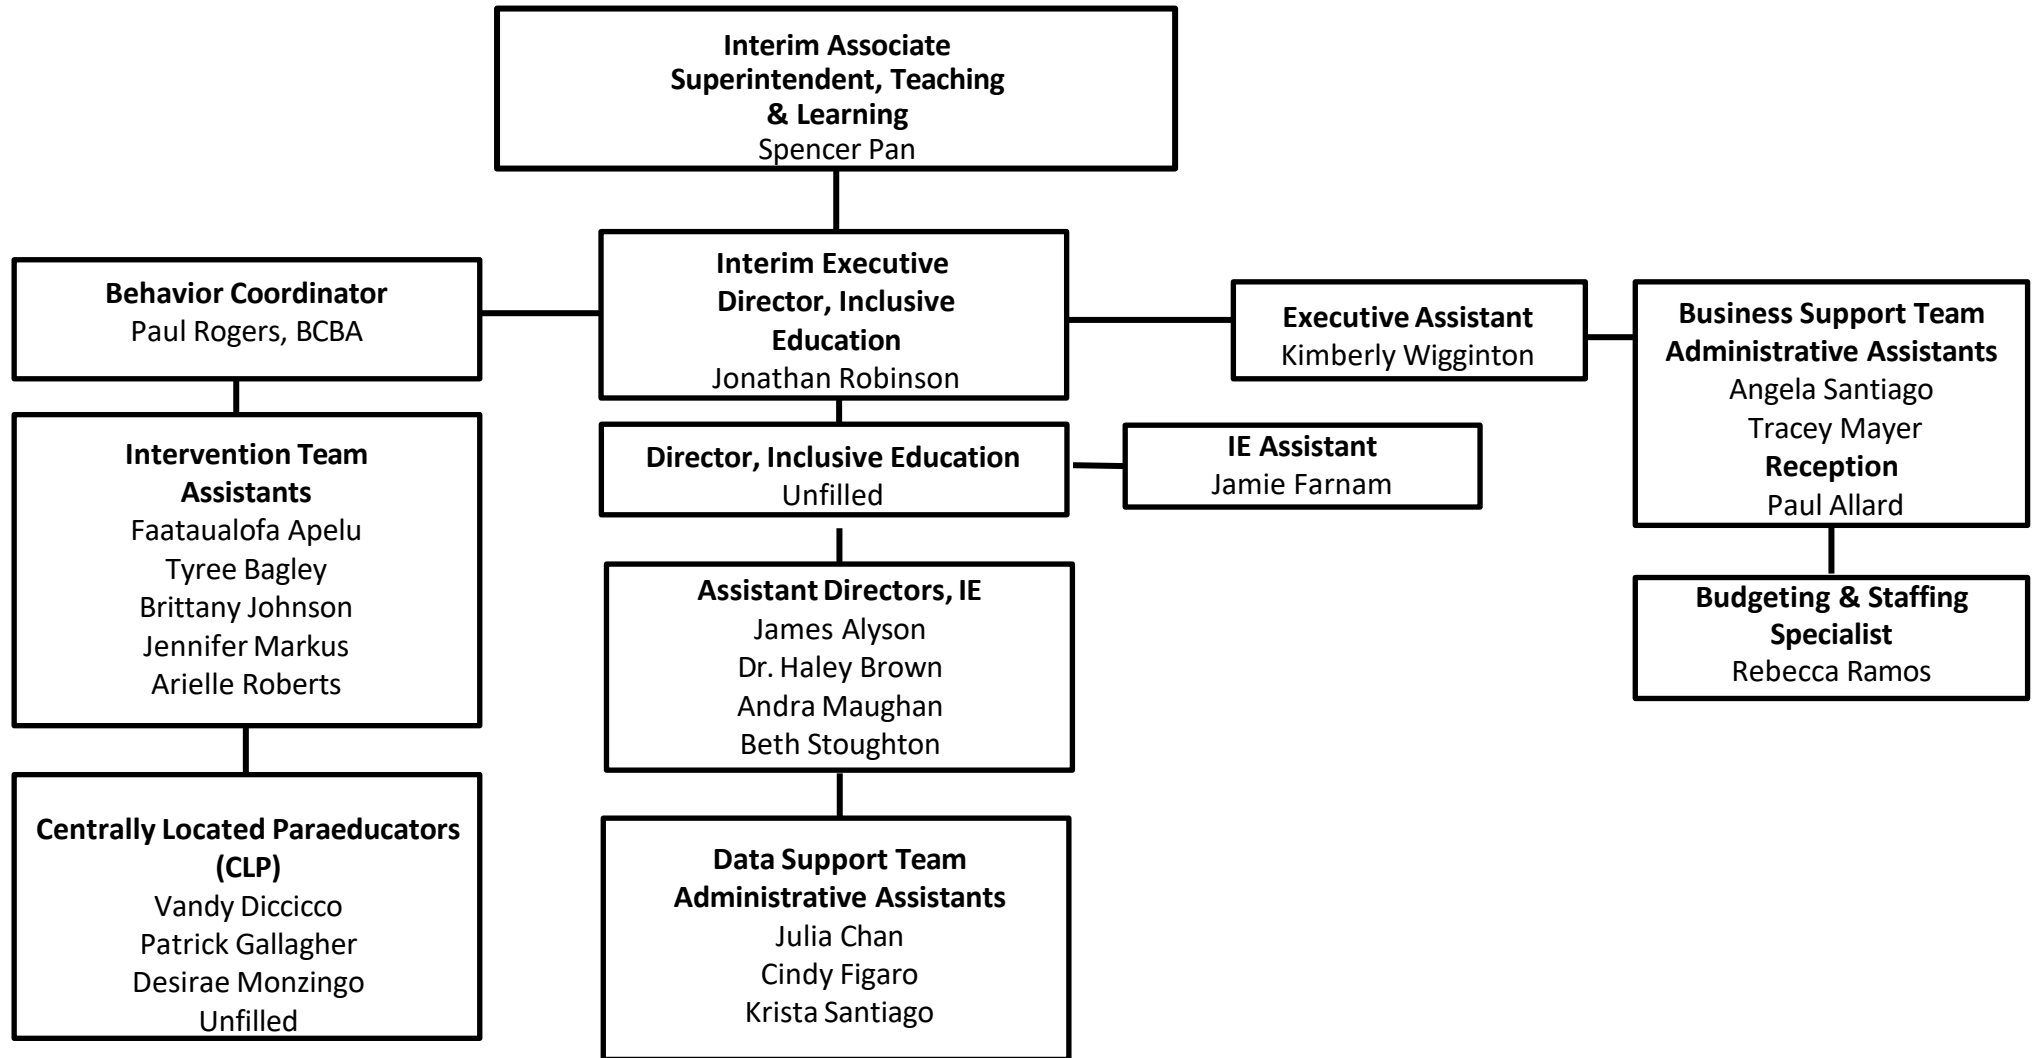 Interim Associate
Superintendent, Teaching
& Learning
Spencer Pan
Behavior Coordinator
Paul Rogers, BCBA
Interim Executive
Director, Inclusive
Education
Jonathan Robinson
Executive Assistant
Kimberly Wigginton
Business Support Team
Administrative Assistants
Angela Santiago
Tracey Mayer
Reception
Paul Allard
Intervention Team
Assistants
Faataualofa Apelu
Tyree Bagley
Brittany Johnson
Jennifer Markus
Arielle Roberts
Director, Inclusive Education
Unfilled
IE Assistant
Jamie Farnam
Budgeting & Staffing
Specialist
Rebecca Ramos
Assistant Directors, IE
James Alyson
Dr. Haley Brown
Andra Maughan
Beth Stoughton
Centrally Located Paraeducators
(CLP)
Vandy Diccicco
Patrick Gallagher
Desirae Monzingo
Unfilled
Data Support Team
Administrative Assistants
Julia Chan
Cindy Figaro
Krista Santiago